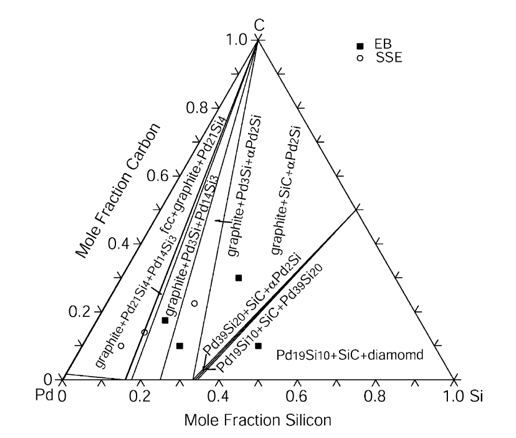 C
1.0
EB
SSE
0.8
0.6
0.4
0.2
0
Mole Fraction Carbon
fcc+graphite+Pd21Si4
graphite+Pd21Si4+Pd14Si3
graphite+Pd3Si+Pd14Si3
graphite+Pd3Si+αPd2Si
graphite+SiC+αPd2Si
Pd39Si20+SiC+αPd2Si
Pd19Si10+SiC+Pd39Si20
Pd19Si10+SiC+diamomd
Pd 0 0.2 0.4 0.6 0.8 1.0 Si
Mole Fraction Silicon